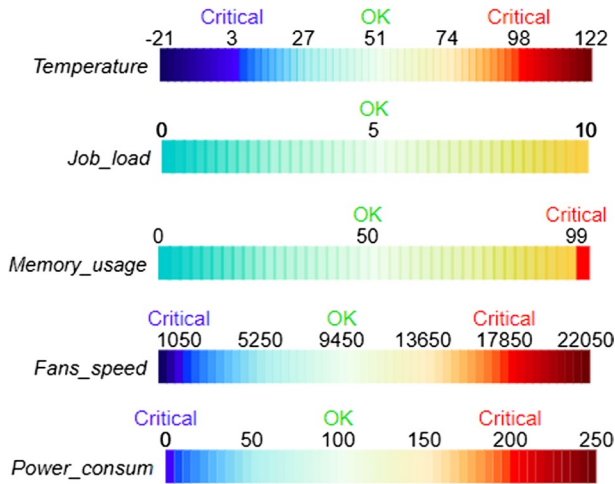 Critical OK Critical
-21 3 27 51 74 98 122
Temperature
OK
0 5 10
Job_load
OK Critical
0 50 99
Memory_usage
Critical OK Critical
1050 5250 9450 13650 17850 22050
Fans_speed
Critical OK Critical
0 50 100 150 200 250
Power_consum